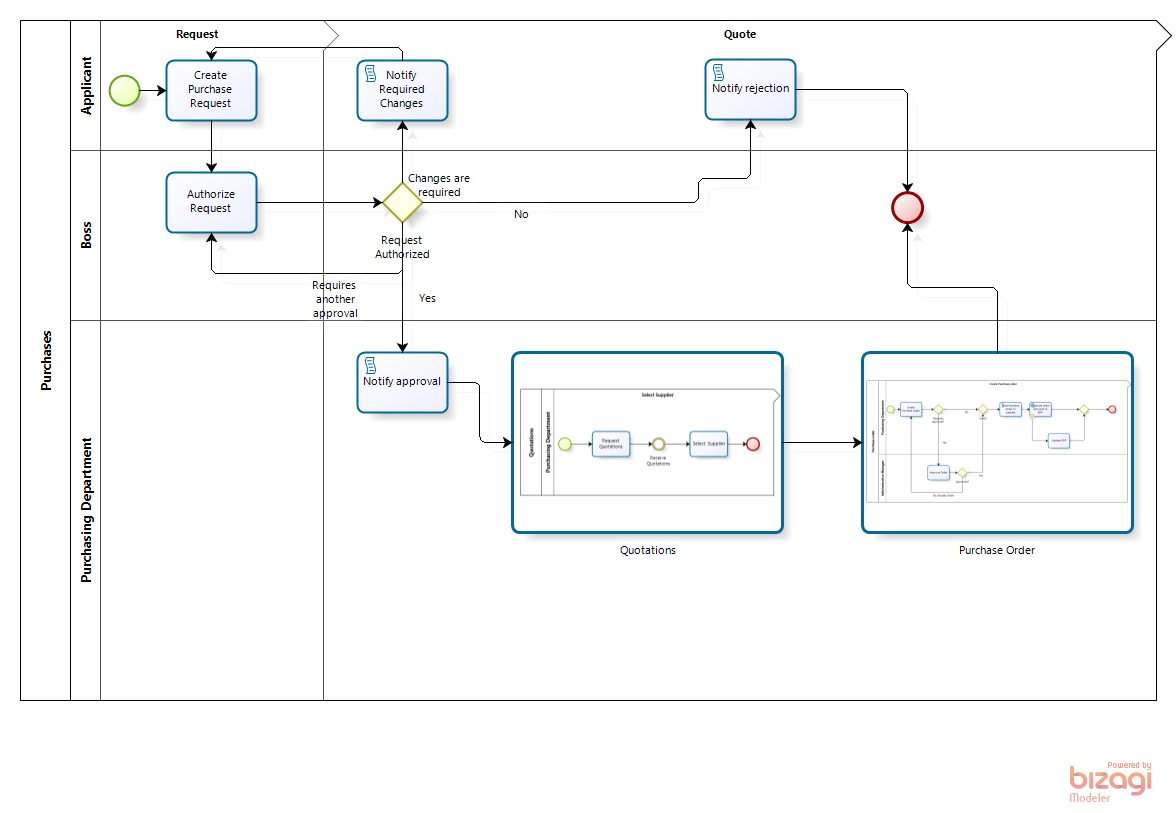 Request
Quote
Purchases
Applicant
Boss
Purchasing Department
Create
Purchase
Request
Notify
Required
Changes
Notify rejection
Authorize
Request
Changes are
required
No
Request
Authorized
Requires
another
approval
Yes
Notify approval
Select Supplier
Quotations
Purchasing Department
Request
Quotations
Receive
Quotations
Select Supplier
Quotations
Purchase Order
Powered by
bizagi
Modeler